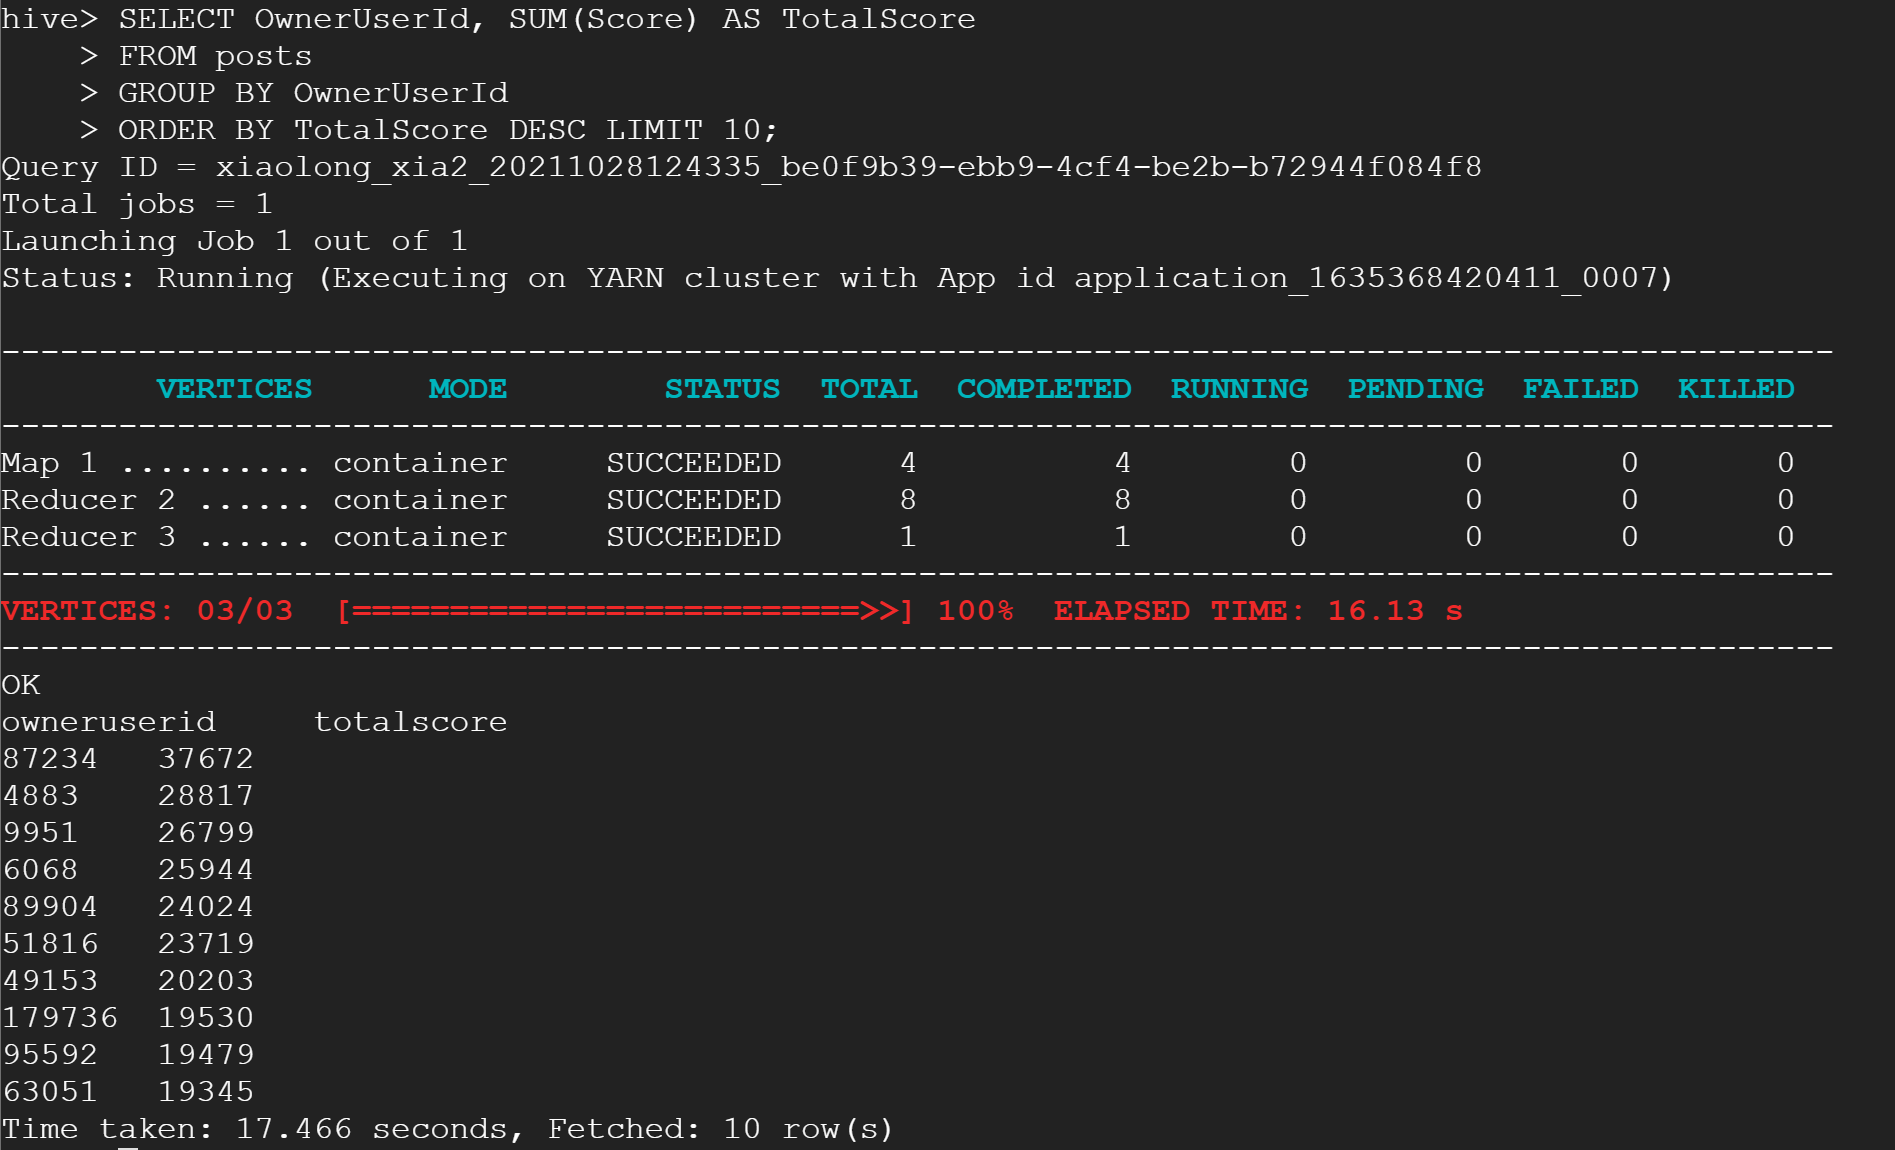 hive> SELECT OwnerUserId, SUM(Score) AS TotalScore
    > FROM posts
    > GROUP BY OwnerUserId
    > ORDER BY TotalScore DESC LIMIT 10;
Query ID = xiaolong_xia2_20211028124335_be0f9b39-ebb9-4cf4-be2b-b72944f084f8
Total jobs = 1
Launching Job 1 out of 1
Status: Running (Executing on YARN cluster with App id application_1635368420411_0007)

----------------------------------------------------------------------------------------------
        VERTICES      MODE        STATUS  TOTAL  COMPLETED  RUNNING  PENDING  FAILED  KILLED
----------------------------------------------------------------------------------------------
Map 1 .......... container     SUCCEEDED      4          4        0        0       0       0
Reducer 2 ...... container     SUCCEEDED      8          8        0        0       0       0
Reducer 3 ...... container     SUCCEEDED      1          1        0        0       0       0
----------------------------------------------------------------------------------------------
VERTICES: 03/03  [==========================>>] 100%  ELAPSED TIME: 16.13 s
----------------------------------------------------------------------------------------------
OK
owneruserid     totalscore
87234   37672
4883    28817
9951    26799
6068    25944
89904   24024
51816   23719
49153   20203
179736  19530
95592   19479
63051   19345
Time taken: 17.466 seconds, Fetched: 10 row(s)